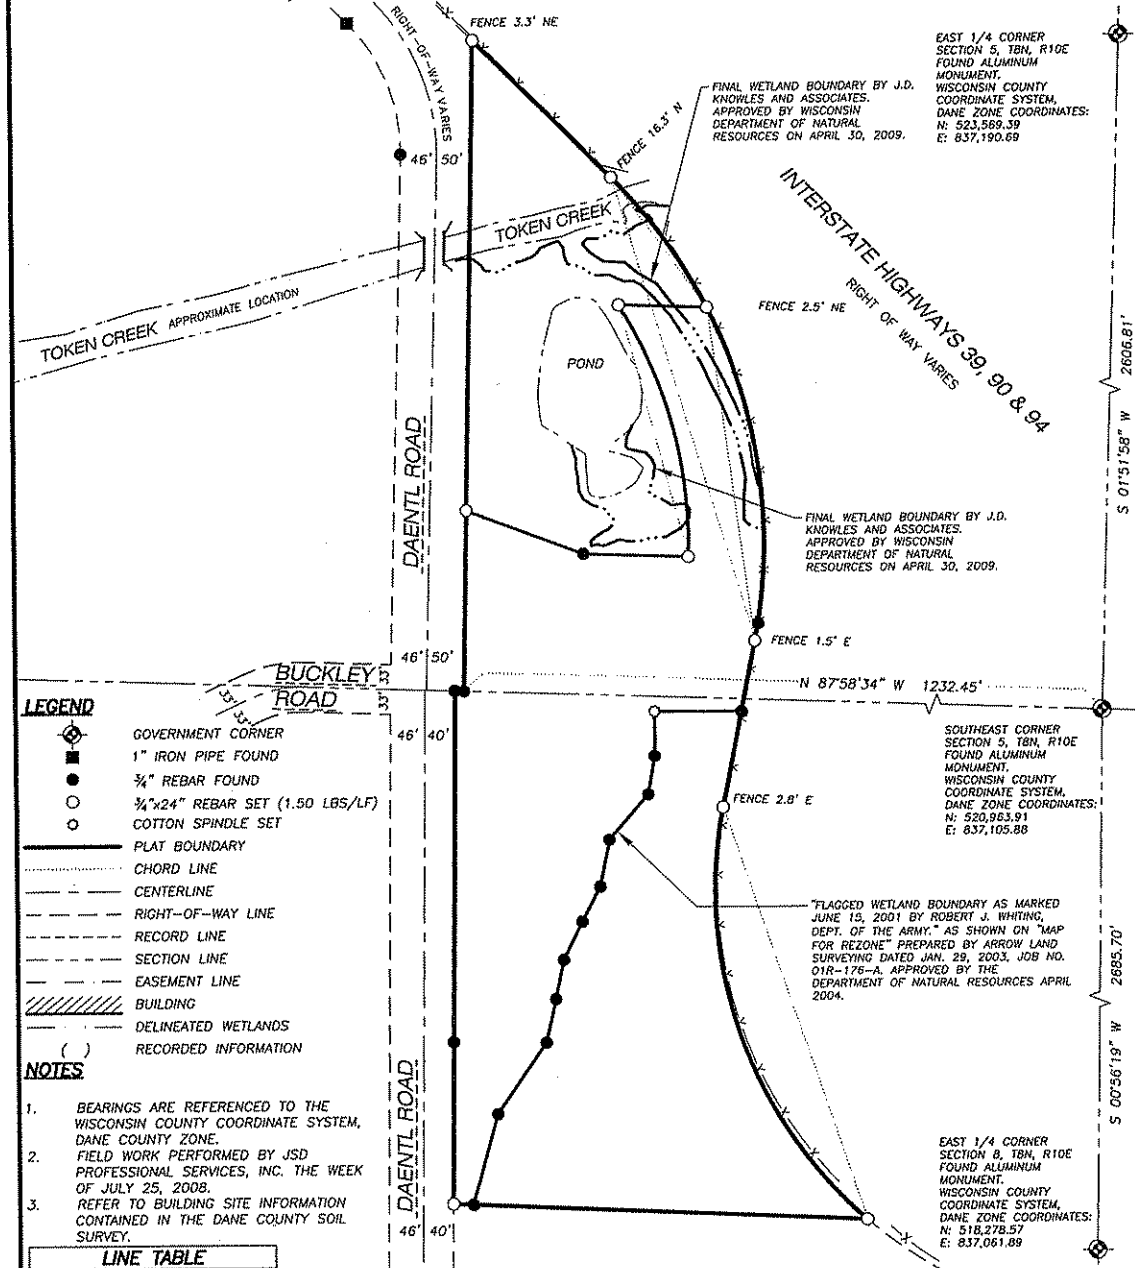 RIGHT-OF-WAY VARIES
FENCE 3.3' NE
EAST 1/4 CORNER
SECTION 5, T8N, R10E
FOUND ALUMINUM
MONUMENT.
WISCONSIN COUNTY
COORDINATE SYSTEM,
DANE ZONE COORDINATES:
N: 523,569.39
E: 837,190.69
FINAL WETLAND BOUNDARY BY J.D.
KNOWLES AND ASSOCIATES.
APPROVED BY WISCONSIN
DEPARTMENT OF NATURAL
RESOURCES ON APRIL 30, 2009.
FENCE 16.3' N
46' 50'
INTERSTATE HIGHWAYS 39, 90 & 94
RIGHT OF WAY VARIES
TOKEN CREEK
TOKEN CREEK APPROXIMATE LOCATION
FENCE 2.5' NE
S 01°51'58" W 2606.81'
POND
DAENTL ROAD
FINAL WETLAND BOUNDARY BY J.D.
KNOWLES AND ASSOCIATES.
APPROVED BY WISCONSIN
DEPARTMENT OF NATURAL
RESOURCES ON APRIL 30, 2009.
FENCE 1.5' E
46' 50'
BUCKLEY
ROAD
33'
33'
33'
33'
N 87°58'34" W 1232.45'
46' 40'
LEGEND
GOVERNMENT CORNER
1" IRON PIPE FOUND
¾" REBAR FOUND
¾"x24" REBAR SET (1.50 LBS/LF)
COTTON SPINDLE SET
PLAT BOUNDARY
CHORD LINE
CENTERLINE
RIGHT-OF-WAY LINE
RECORD LINE
SECTION LINE
EASEMENT LINE
BUILDING
DELINEATED WETLANDS
( ) RECORDED INFORMATION
SOUTHEAST CORNER
SECTION 5, T8N, R10E
FOUND ALUMINUM
MONUMENT.
WISCONSIN COUNTY
COORDINATE SYSTEM,
DANE ZONE COORDINATES:
N: 520,963.91
E: 837,105.88
FENCE 2.8' E
"FLAGGED WETLAND BOUNDARY AS MARKED
JUNE 15, 2001 BY ROBERT J. WHITING,
DEPT. OF THE ARMY." AS SHOWN ON "MAP
FOR REZONE" PREPARED BY ARROW LAND
SURVEYING DATED JAN. 29, 2003, JOB NO.
01R-176-A. APPROVED BY THE
DEPARTMENT OF NATURAL RESOURCES APRIL
2004.
S 00°56'19" W 2685.70'
NOTES
1. BEARINGS ARE REFERENCED TO THE
WISCONSIN COUNTY COORDINATE SYSTEM,
DANE COUNTY ZONE.
2. FIELD WORK PERFORMED BY JSD
PROFESSIONAL SERVICES, INC. THE WEEK
OF JULY 25, 2008.
3. REFER TO BUILDING SITE INFORMATION
CONTAINED IN THE DANE COUNTY SOIL
SURVEY.
DAENTL ROAD
46' 40'
EAST 1/4 CORNER
SECTION 8, T8N, R10E
FOUND ALUMINUM
MONUMENT.
WISCONSIN COUNTY
COORDINATE SYSTEM,
DANE ZONE COORDINATES:
N: 518,278.57
E: 837,061.89
LINE TABLE